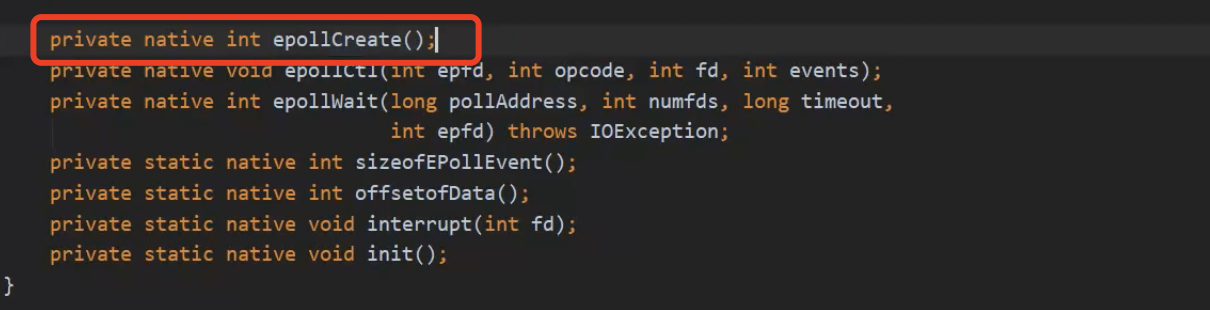 private native int epollCreate();
private native void epollCtl(int epfd, int opcode, int fd, int events);
private native int epollWait(long pollAddress, int numfds, long timeout,
int epfd) throws IOException;
private static native int sizeofEPollEvent();
private static native int offsetofData();
private static native void interrupt(int fd);
private static native void init();
}